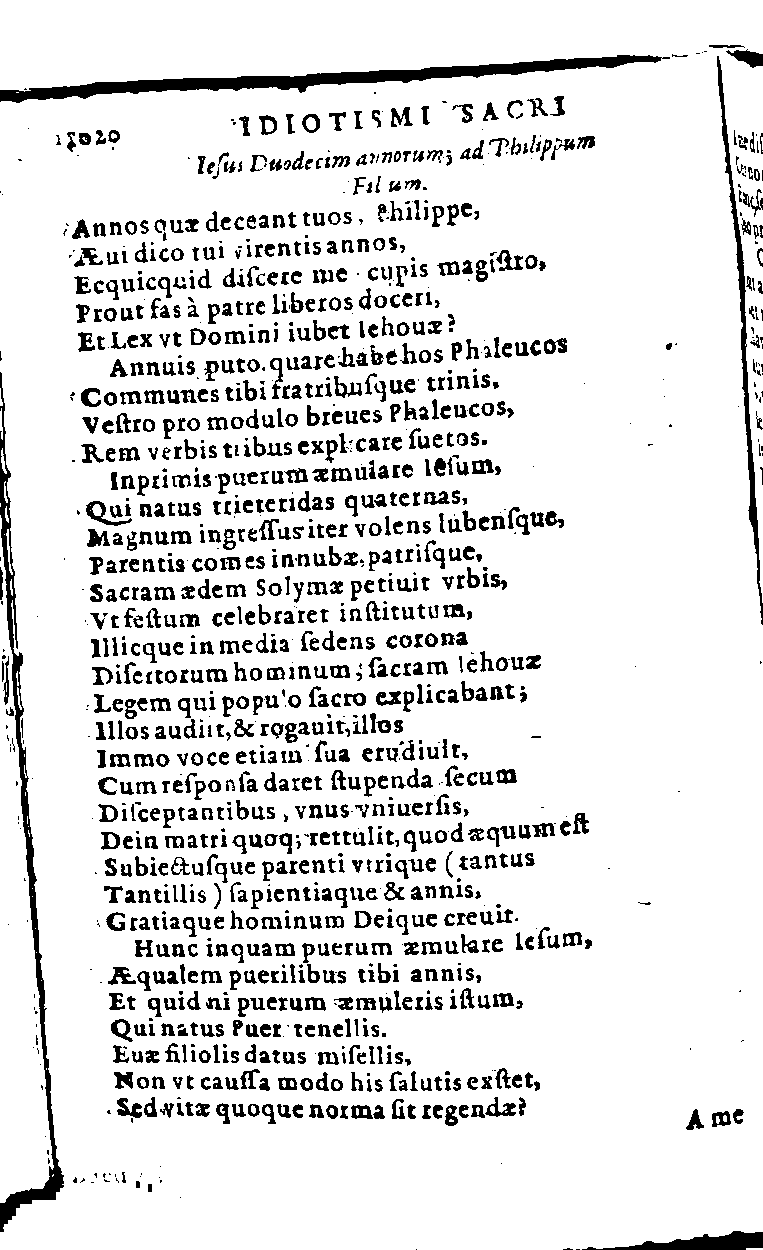 IDIOTISMI SACRI
Iesus Duodecim annorum; ad Philippum
Filium.
Annos quæ deceant tuos, Philippe,
Æui dico tui virentis annos,
Ecquicquid diſcere me cupis magiſtro,
Prout fas à patre liberos doceri,
Et Lex vt Domini iubet Iehouæ?
Annuis puto. quare habe hos Phaleucos
Communes tibi fratribuſque trinis,
Veſtro pro modulo breues Phaleucos,
Rem verbis tribus explicare ſuetos.
Inprimis puerum æmulare Ieſum,
Qui natus trieteridas quaternas,
Magnum ingreſſus iter volens lubenſque,
Parentis comes innubæ, patriſque,
Sacram ædem Solymæ petiuit vrbis,
Vt feſtum celebraret inſtitutum,
Illicque in media ſedens corona
Diſertorum hominum; ſacram Iehouæ
Legem qui populo ſacro explicabant;
Illos audiit, & rogauit, illos
Immo voce etiam ſua erudiuit,
Cum reſponſa daret ſtupenda ſecum
Diſceptantibus, vnus vniuerſis,
Dein matri quoq; rettulit, quod æquum eſt
Subiectuſque parenti vtrique (tantus
Tantillis) ſapientiaque & annis,
Gratiaque hominum Deique creuit.
Hunc inquam puerum æmulare Ieſum,
Æqualem puerilibus tibi annis,
Et quid ni puerum æmuleris iſtum,
Qui natus Puer tenellis.
Euæ filiolis datus miſellis,
Non vt cauſſa modo his ſalutis exſtet,
Sed vitæ quoque norma ſit regendæ?
A me